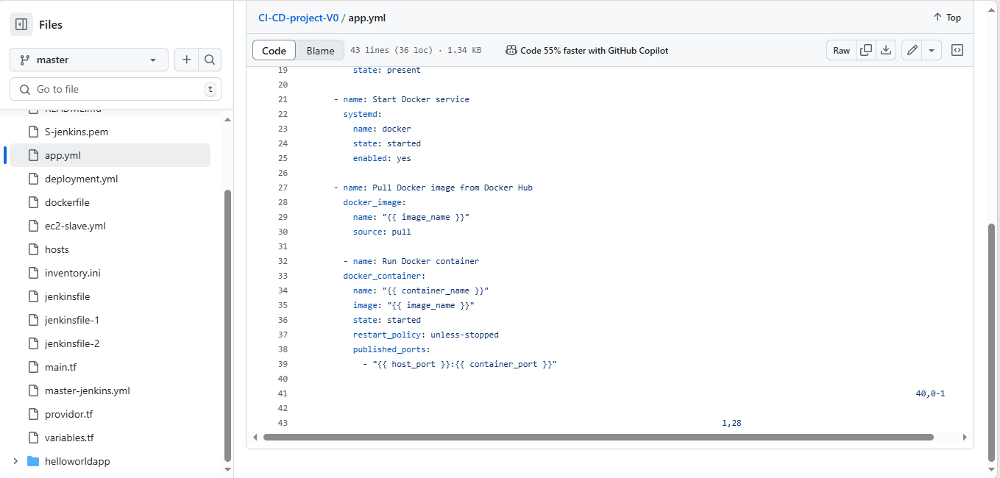 Files
master
Go to file
t
README.md
S-jenkins.pem
app.yml
deployment.yml
dockerfile
ec2-slave.yml
hosts
inventory.ini
jenkinsfile
jenkinsfile-1
jenkinsfile-2
main.tf
master-jenkins.yml
providor.tf
variables.tf
helloworldapp
CI-CD-project-V0 / app.yml
Top
Code Blame 43 lines (36 loc) · 1.34 KB Code 55% faster with GitHub Copilot Raw
19 state: present
20
21 - name: Start Docker service
22 systemd:
23 name: docker
24 state: started
25 enabled: yes
26
27 - name: Pull Docker image from Docker Hub
28 docker_image:
29 name: "{{ image_name }}"
30 source: pull
31
32 - name: Run Docker container
33 docker_container:
34 name: "{{ container_name }}"
35 image: "{{ image_name }}"
36 state: started
37 restart_policy: unless-stopped
38 published_ports:
39 - "{{ host_port }}:{{ container_port }}"
40
41 40,0-1
42
43 1,28